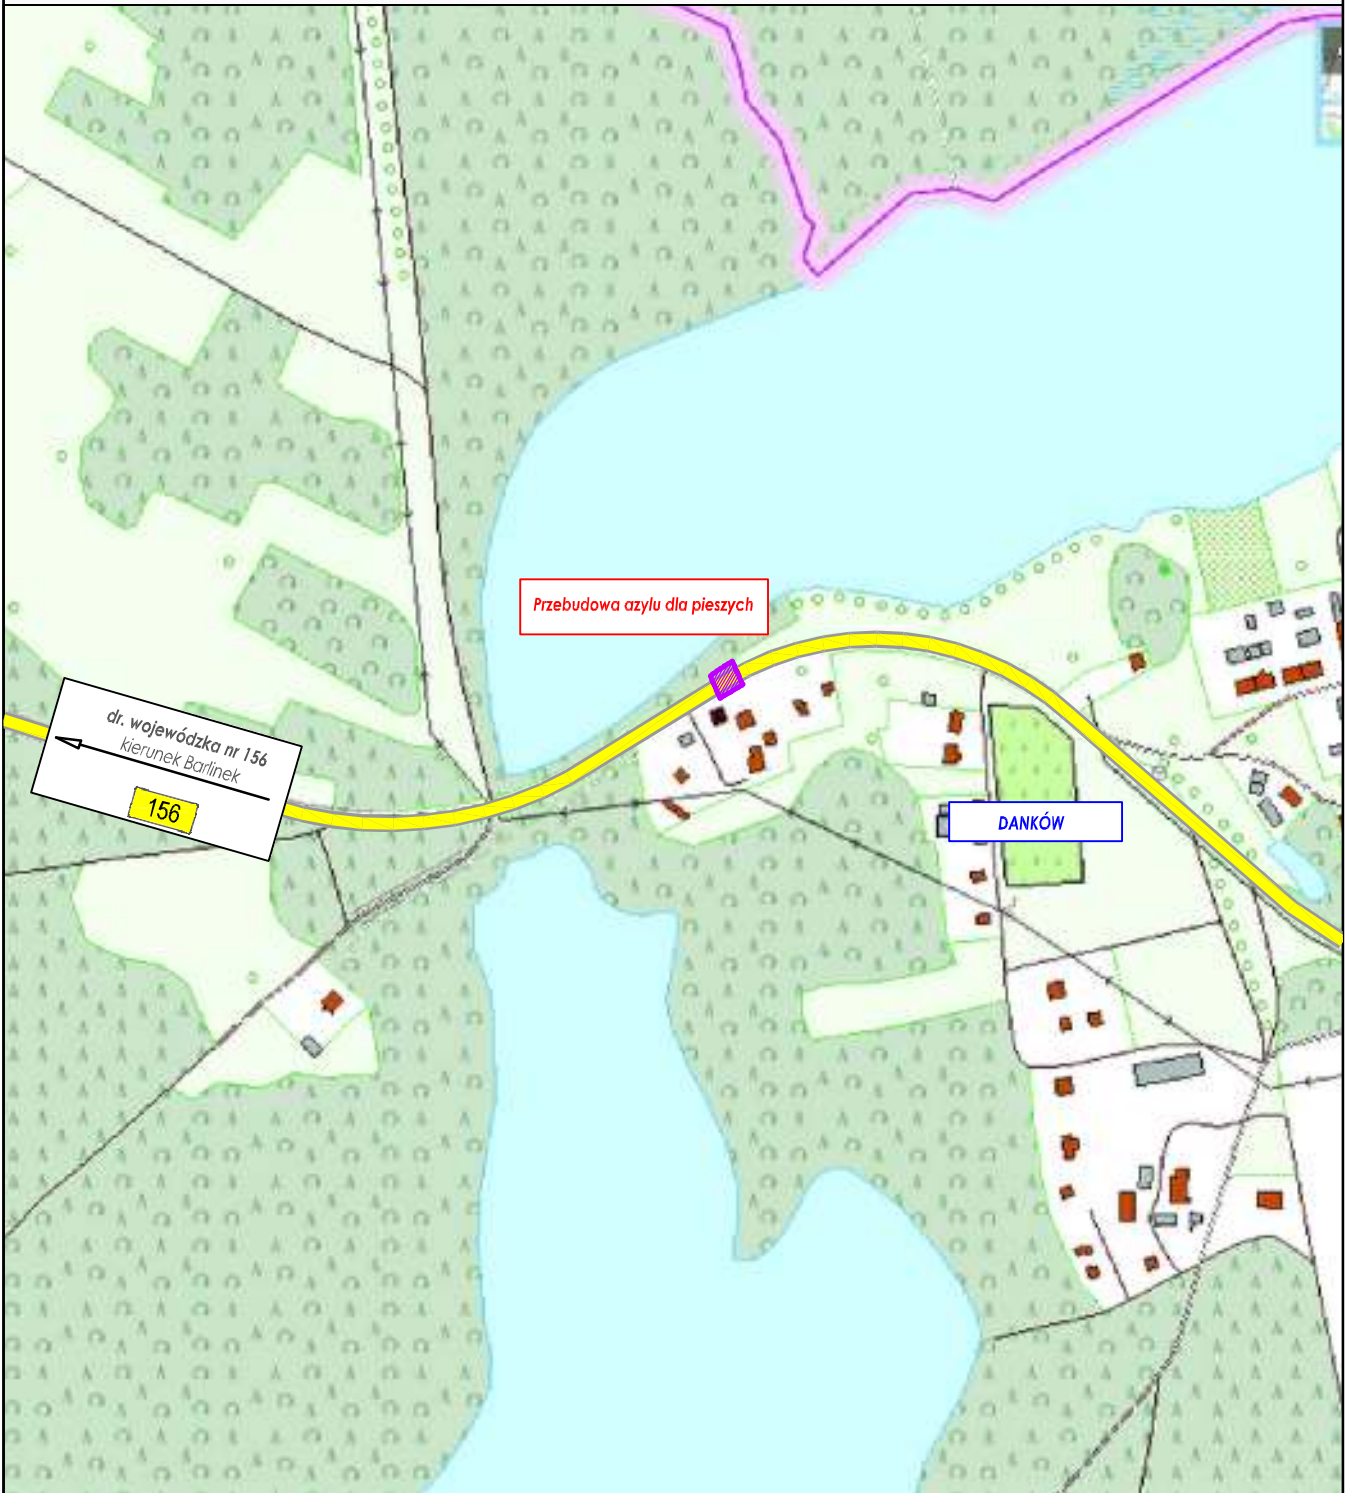 Przebudowa azylu dla pieszych
dr. wojewódzka nr 156
kierunek Barlinek
156
DANKÓW